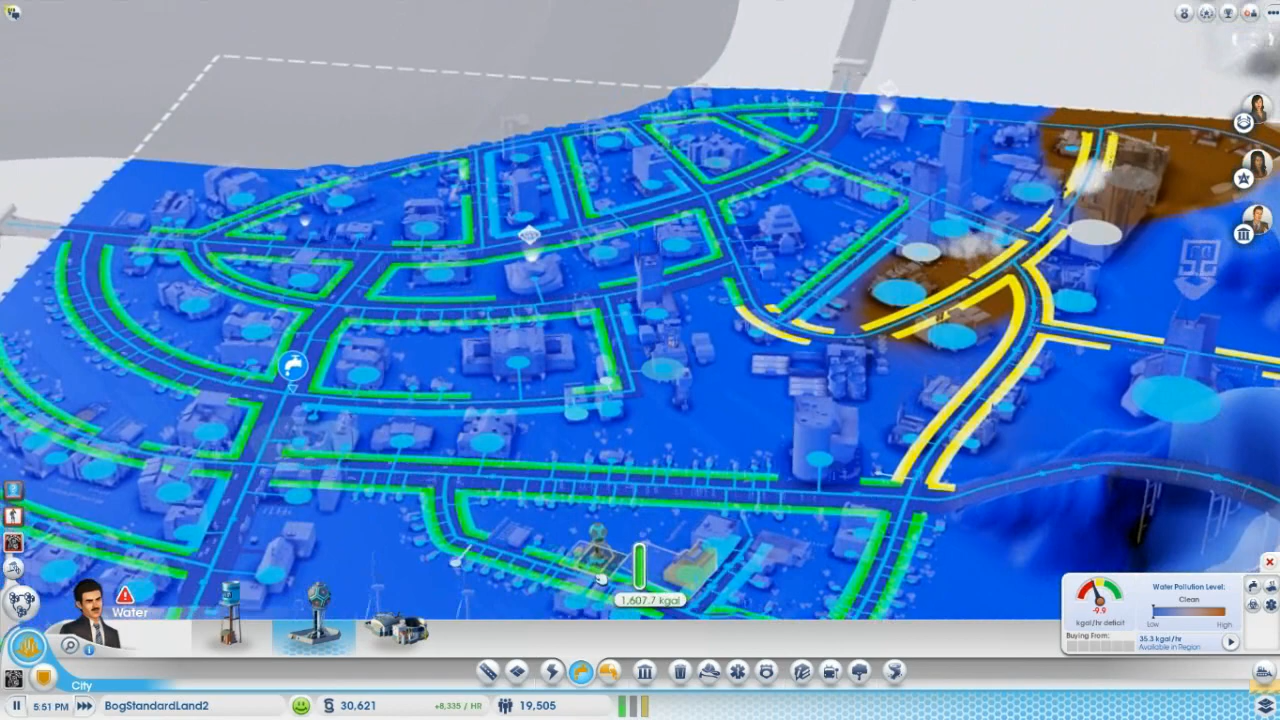 1,607.7 kgal
Water
Water Pollution Level:
Clean
-9.9
Low
High
kgal/hr deficit
Buying From:
35.3 kgal/hr
Available in Region
City
5:51 PM
BogStandardLand2
30,621
+8,335 / HR
19,505